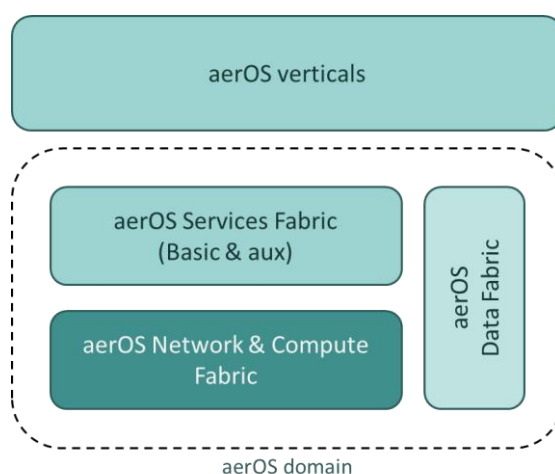 aerOS verticals
aerOS Services Fabric
(Basic & aux)
aerOS
Data Fabric
aerOS Network & Compute
Fabric
aerOS domain